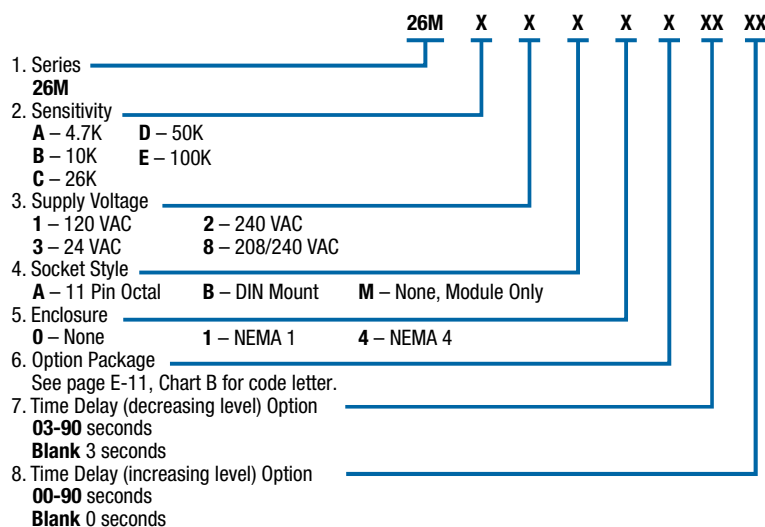 26M X X X X X XX XX
1. Series
26M
2. Sensitivity
A – 4.7K D – 50K
B – 10K E – 100K
C – 26K
3. Supply Voltage
1 – 120 VAC 2 – 240 VAC
3 – 24 VAC 8 – 208/240 VAC
4. Socket Style
A – 11 Pin Octal B – DIN Mount M – None, Module Only
5. Enclosure
0 – None 1 – NEMA 1 4 – NEMA 4
6. Option Package
See page E-11, Chart B for code letter.
7. Time Delay (decreasing level) Option
03-90 seconds
Blank 3 seconds
8. Time Delay (increasing level) Option
00-90 seconds
Blank 0 seconds